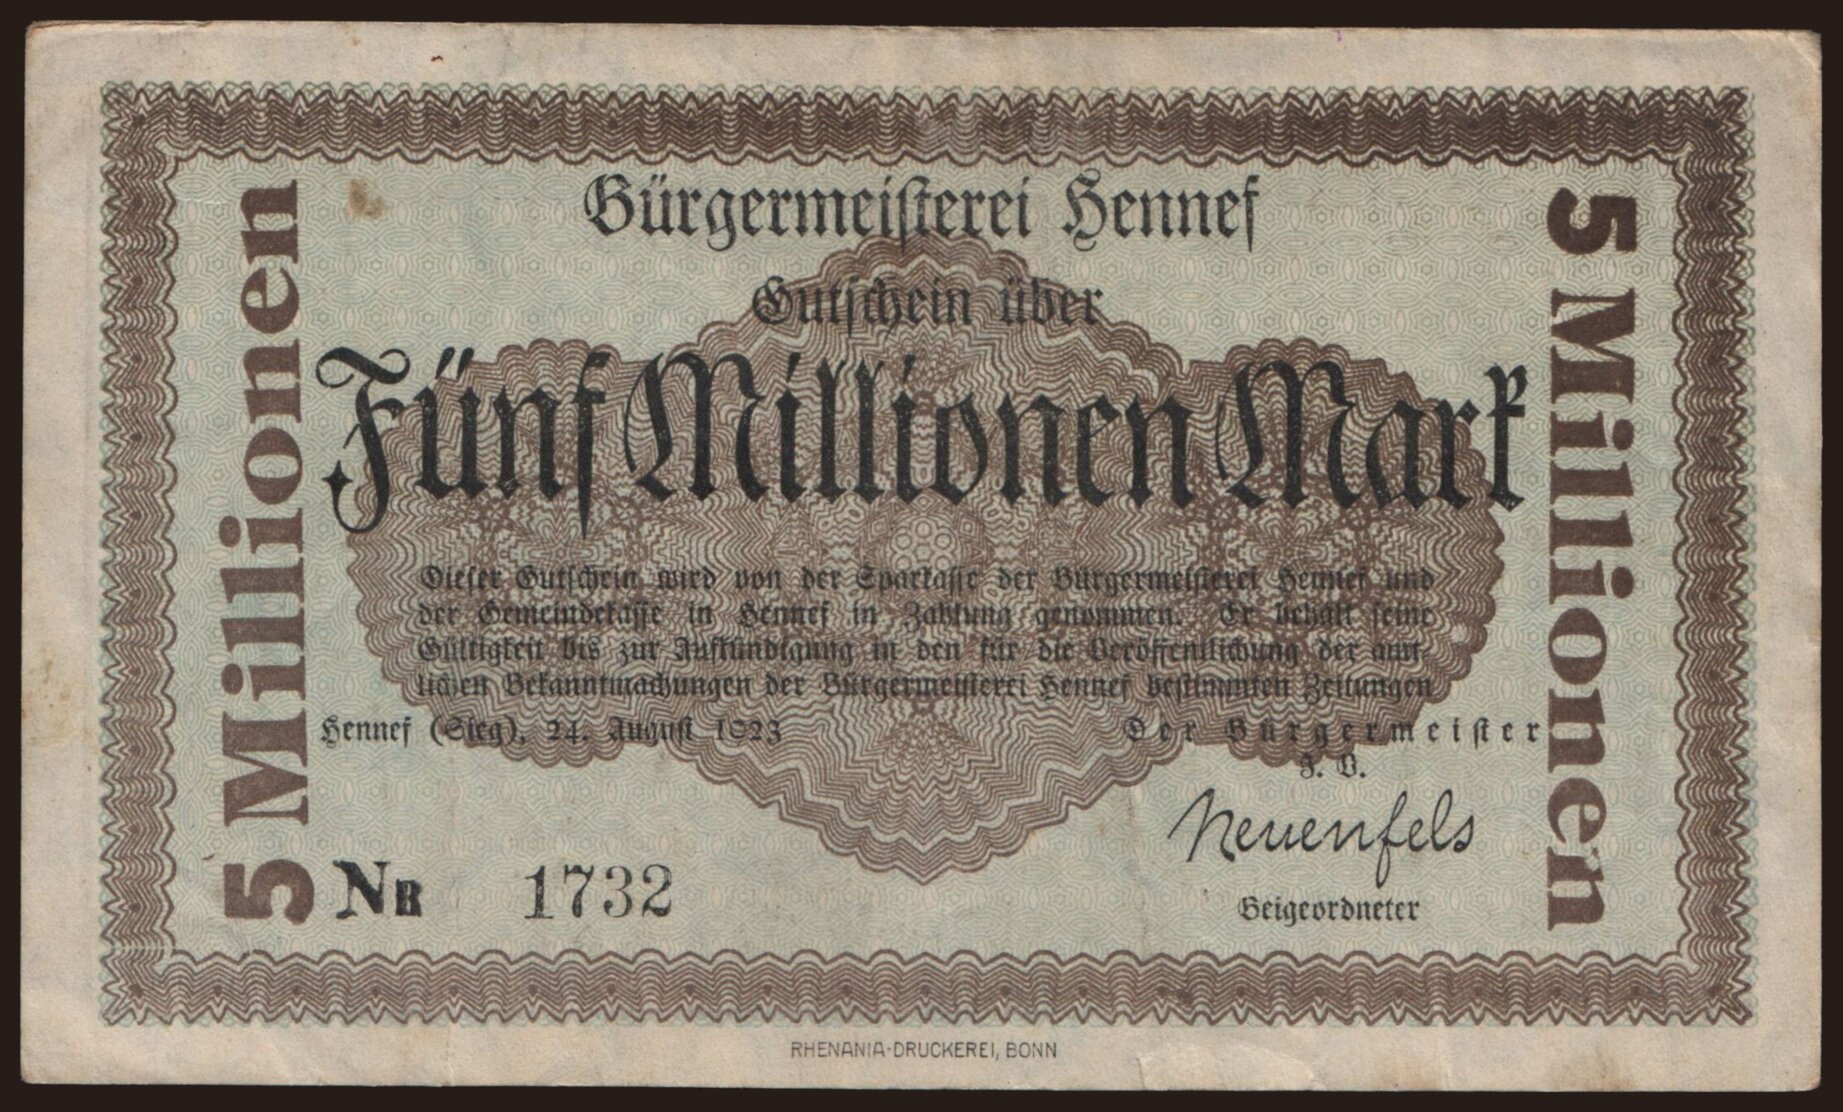 Bürgermeisterei Hennef
Gutschein über
Fünf Millionen Mark
5 Millionen
5 Millionen
Dieser Gutschein wird von der Sparkasse der Bürgermeisterei Hennef und
der Gemeindekasse in Hennef in Zahlung genommen. Er behält seine
Gültigkeit bis zur Aufkündigung in den für die Veröffentlichung der amt-
lichen Bekanntmachungen der Bürgermeisterei Hennef bestimmten Zeitungen
Hennef (Sieg), 24. August 1923
Der Bürgermeister
J. V.
Neuenfels
Beigeordneter
NR 1732
RHENANIA-DRUCKEREI, BONN